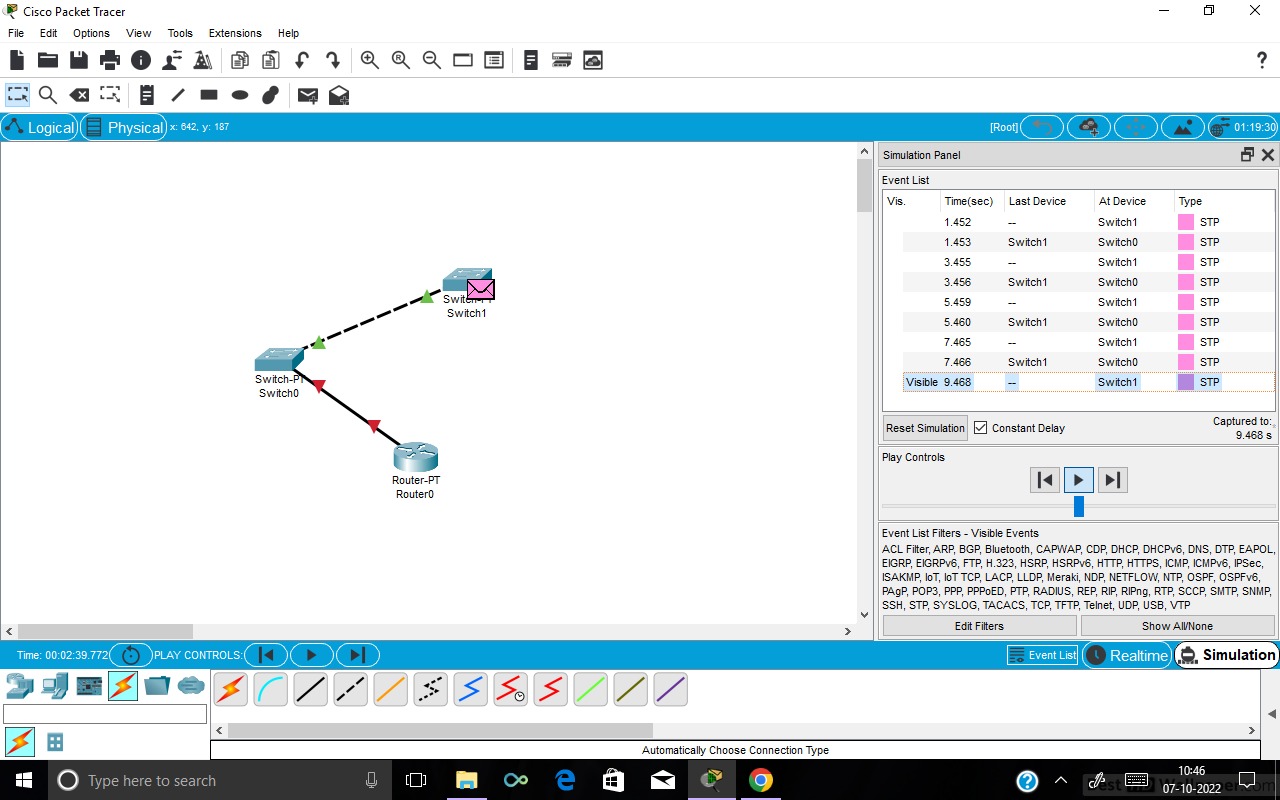 Cisco Packet Tracer
File Edit Options View Tools Extensions Help
R
?
Logical Physical x: 642, y: 187 [Root] 01:19:30
Simulation Panel
Event List
Vis. Time(sec) Last Device At Device Type
1.452 -- Switch1 STP
1.453 Switch1 Switch0 STP
3.455 -- Switch1 STP
3.456 Switch1 Switch0 STP
5.459 -- Switch1 STP
5.460 Switch1 Switch0 STP
7.465 -- Switch1 STP
7.466 Switch1 Switch0 STP
Visible 9.468 -- Switch1 STP
Switch1
Switch-PT
Switch0
Router-PT
Router0
Reset Simulation Constant Delay Captured to:
9.468 s
Play Controls
Event List Filters - Visible Events
ACL Filter, ARP, BGP, Bluetooth, CAPWAP, CDP, DHCP, DHCPv6, DNS, DTP, EAPOL,
EIGRP, EIGRPv6, FTP, H.323, HSRP, HSRPv6, HTTP, HTTPS, ICMP, ICMPv6, IPSec,
ISAKMP, IoT, IoT TCP, LACP, LLDP, Meraki, NDP, NETFLOW, NTP, OSPF, OSPFv6,
PAgP, POP3, PPP, PPPoED, PTP, RADIUS, REP, RIP, RIPng, RTP, SCCP, SMTP, SNMP,
SSH, STP, SYSLOG, TACACS, TCP, TFTP, Telnet, UDP, USB, VTP
Edit Filters Show All/None
Time: 00:02:39.772 PLAY CONTROLS: Event List Realtime Simulation
Automatically Choose Connection Type
Type here to search
10:46
07-10-2022